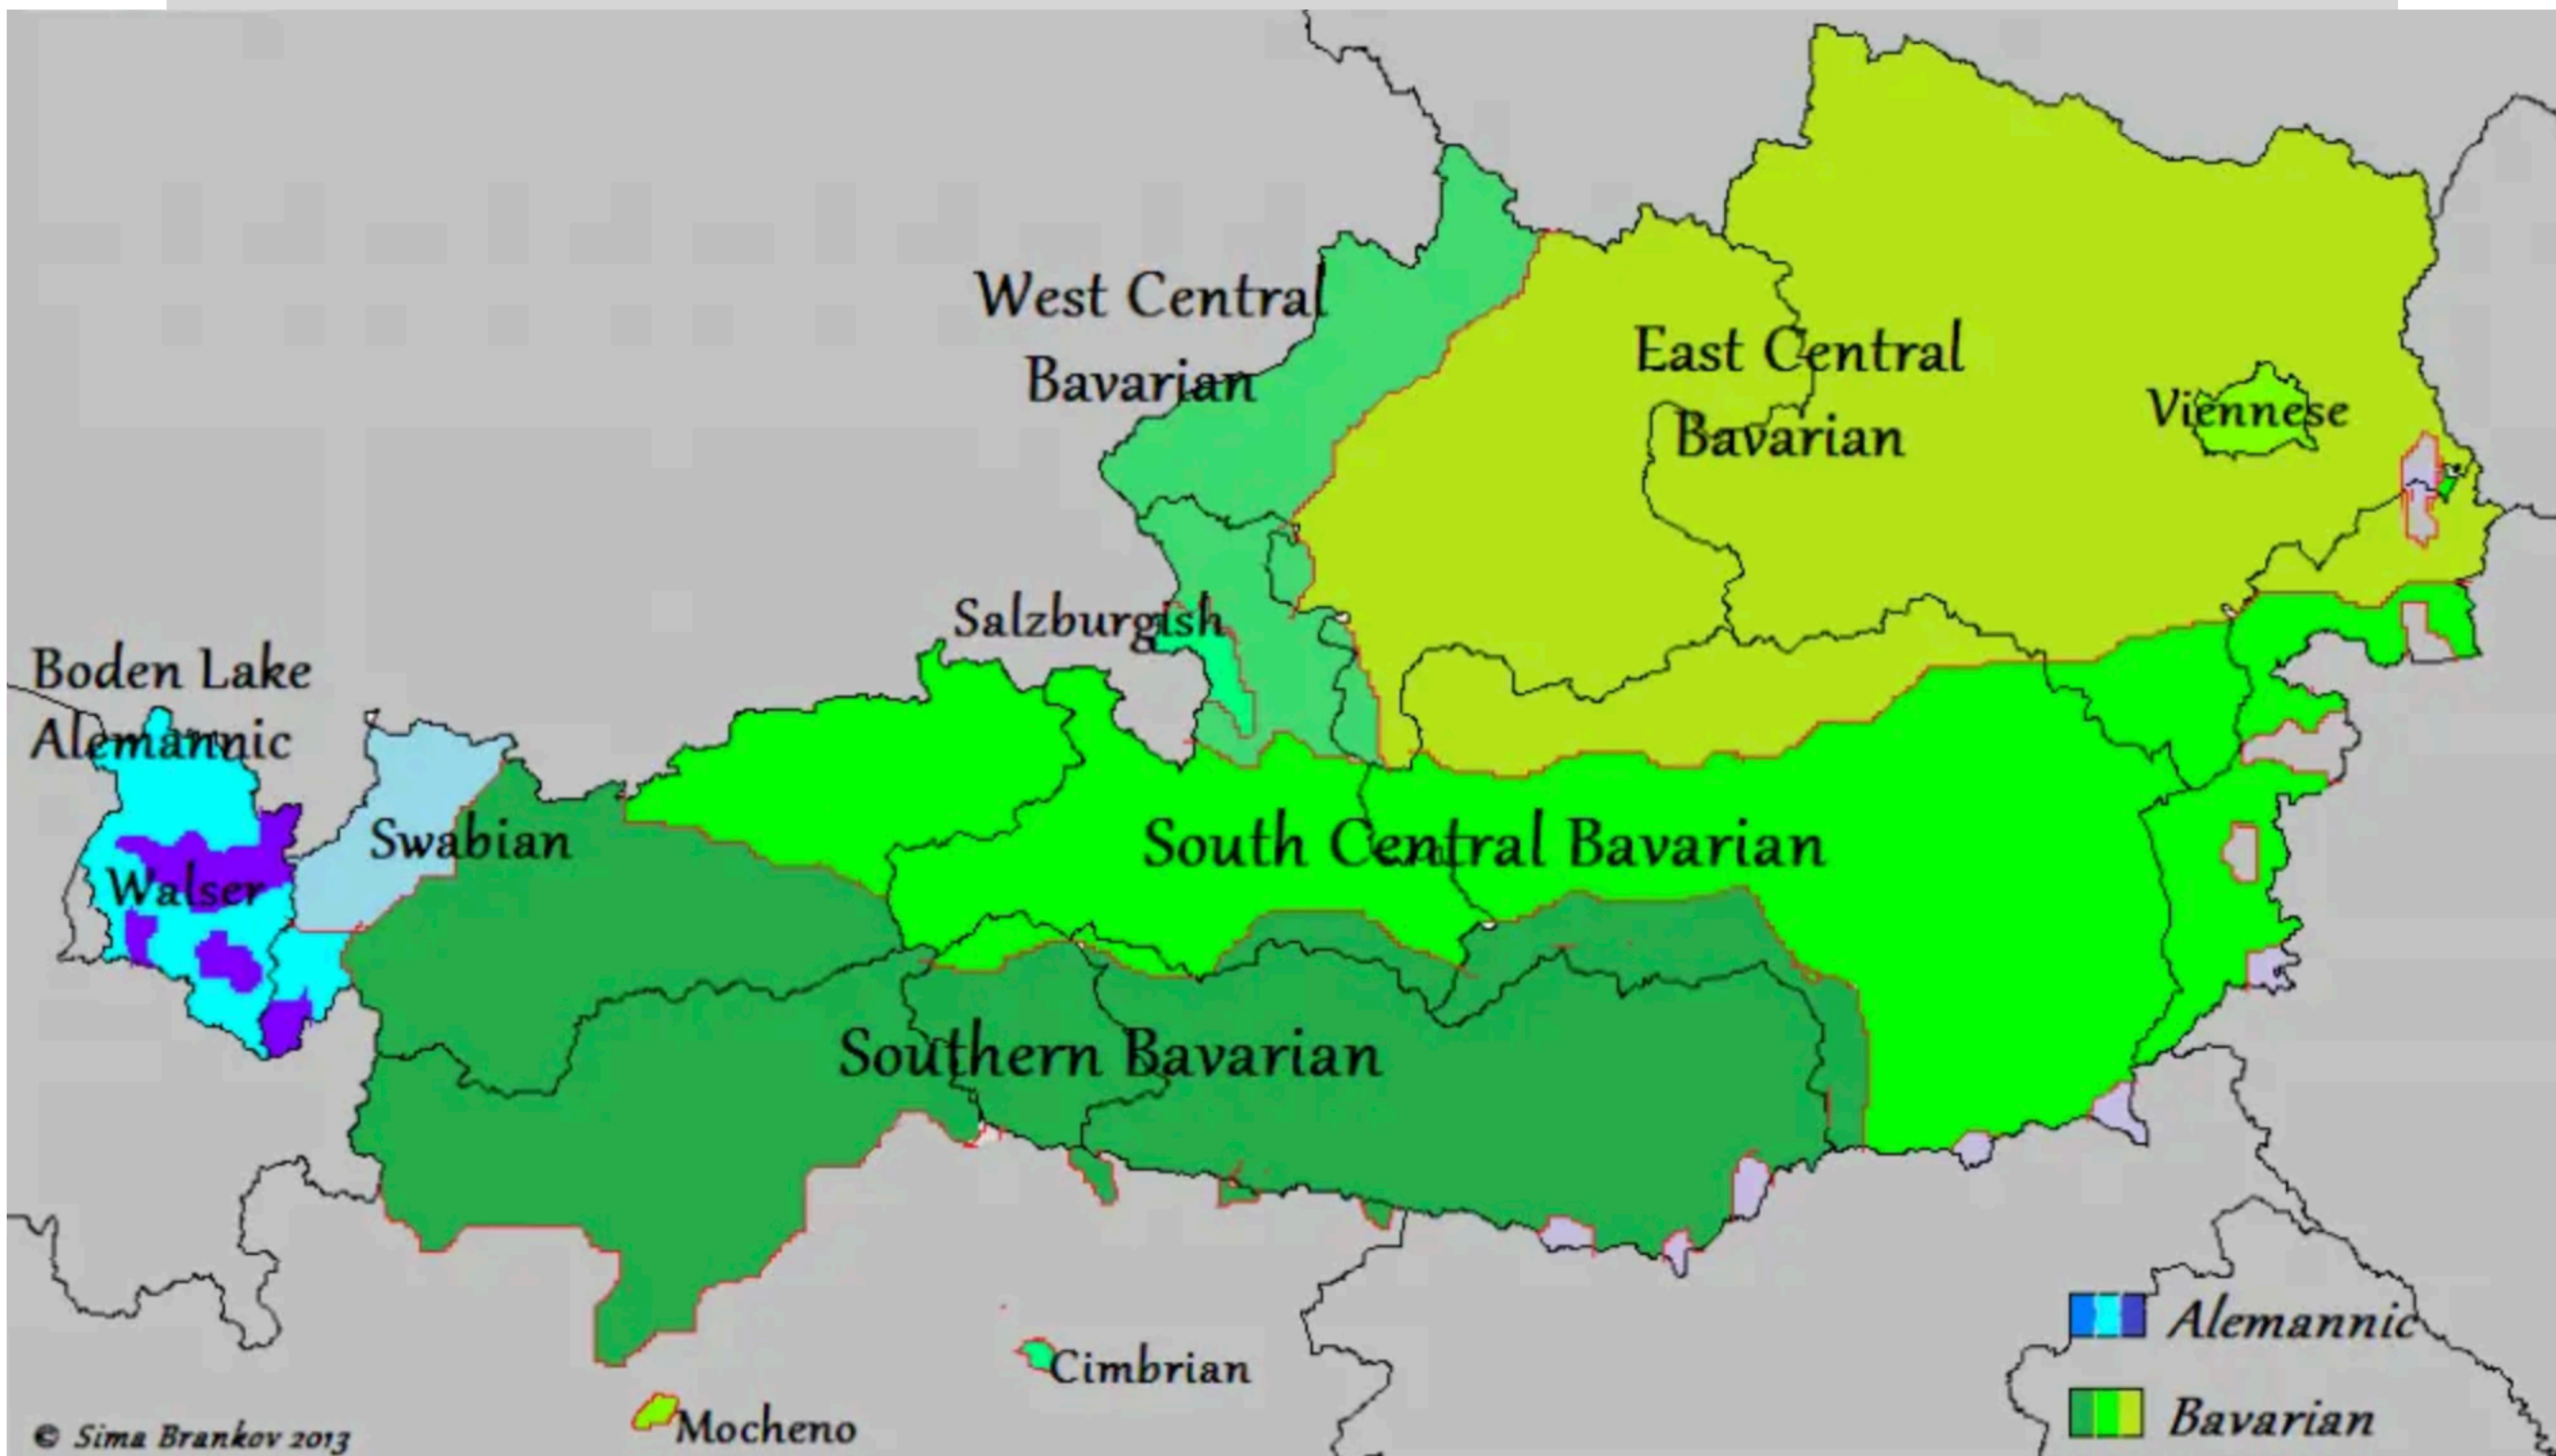 West Central
Bavarian
East Central
Bavarian
Viennese
Salzburgish
Boden Lake
Alemannic
Swabian
Walser
South Central Bavarian
Southern Bavarian
Cimbrian
Mocheno
Alemannic
Bavarian
© Sima Brankov 2013